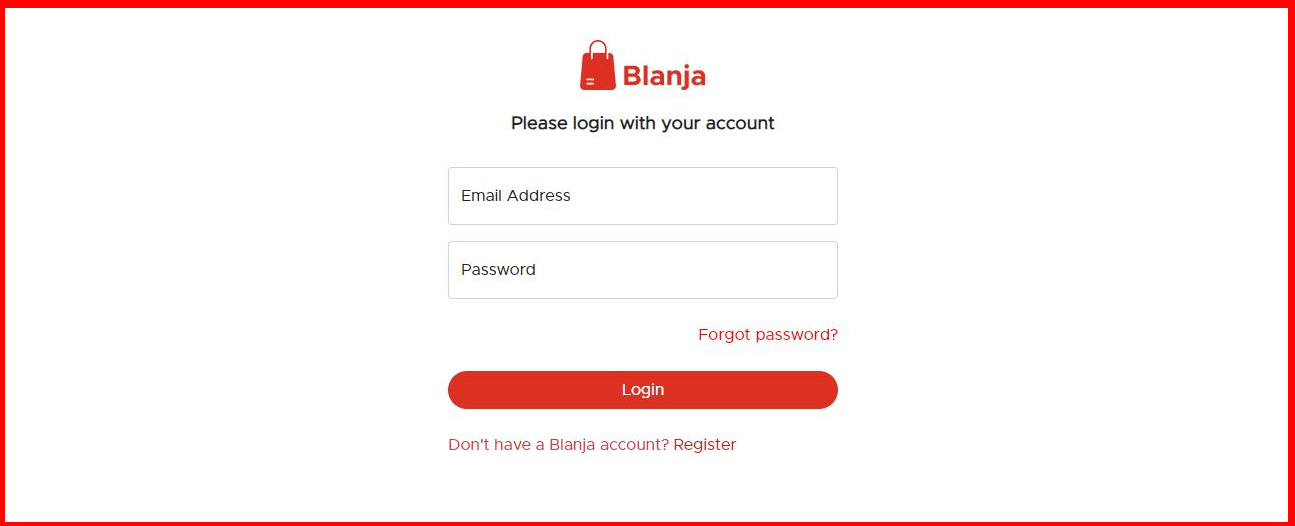 Blanja
Please login with your account
Email Address
Password
Forgot password?
Login
Don't have a Blanja account? Register